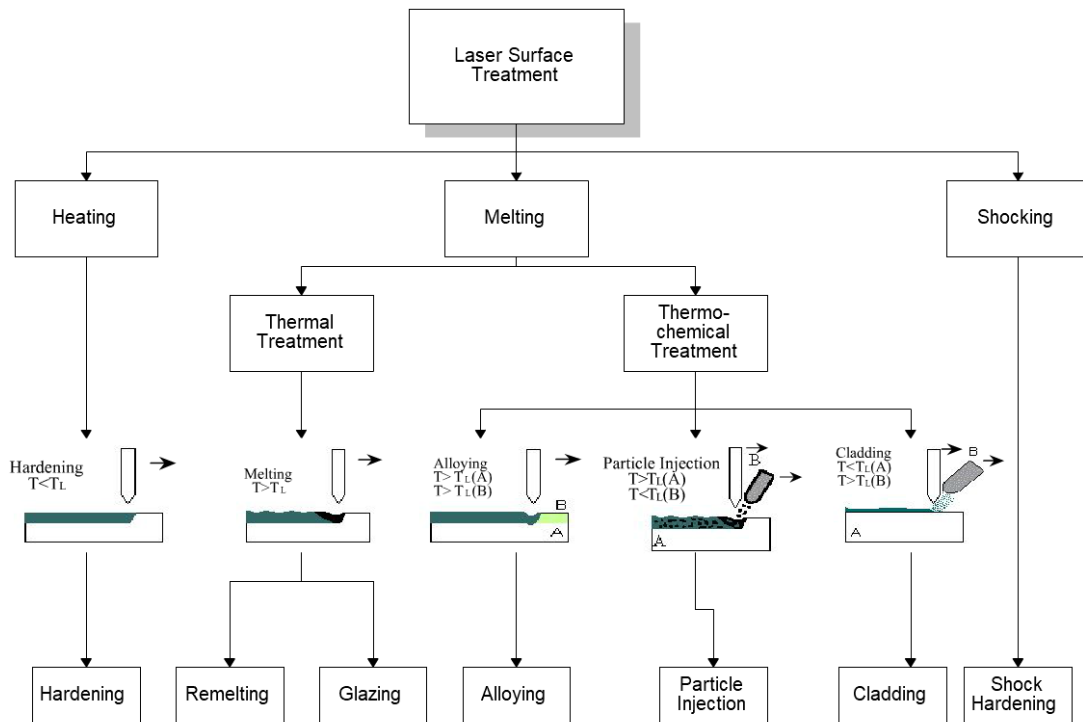 Laser Surface
Treatment
Heating
Melting
Shocking
Thermal
Treatment
Thermo-
chemical
Treatment
Hardening
T<TL
Melting
T>TL
Alloying
T>TL(A)
T>TL(B)
B
A
Particle Injection
T>TL(A)
T<TL(B)
B
A
Cladding
T<TL(A)
T>TL(B)
B
A
Hardening
Remelting
Glazing
Alloying
Particle
Injection
Cladding
Shock
Hardening